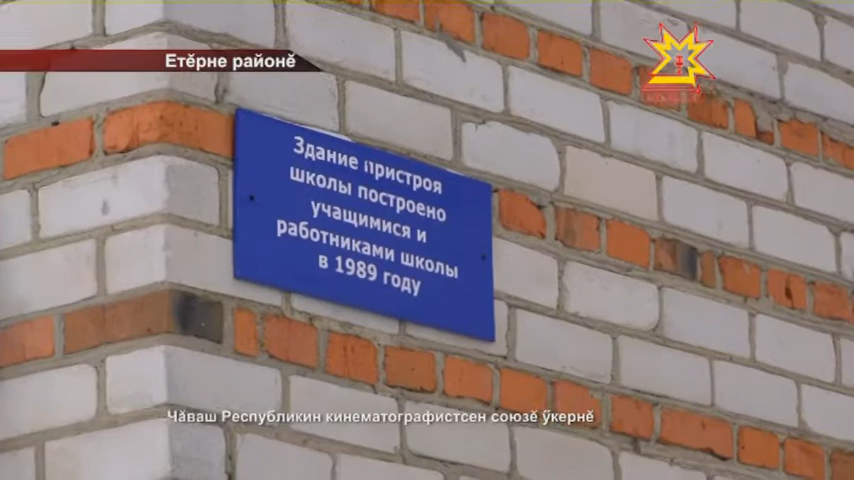 Етӗрне районӗ
Здание пристроя
школы построено
учащимися и
работниками школы
в 1989 году
Чӑваш Республикин кинематографистсен союзӗ ӳкернӗ